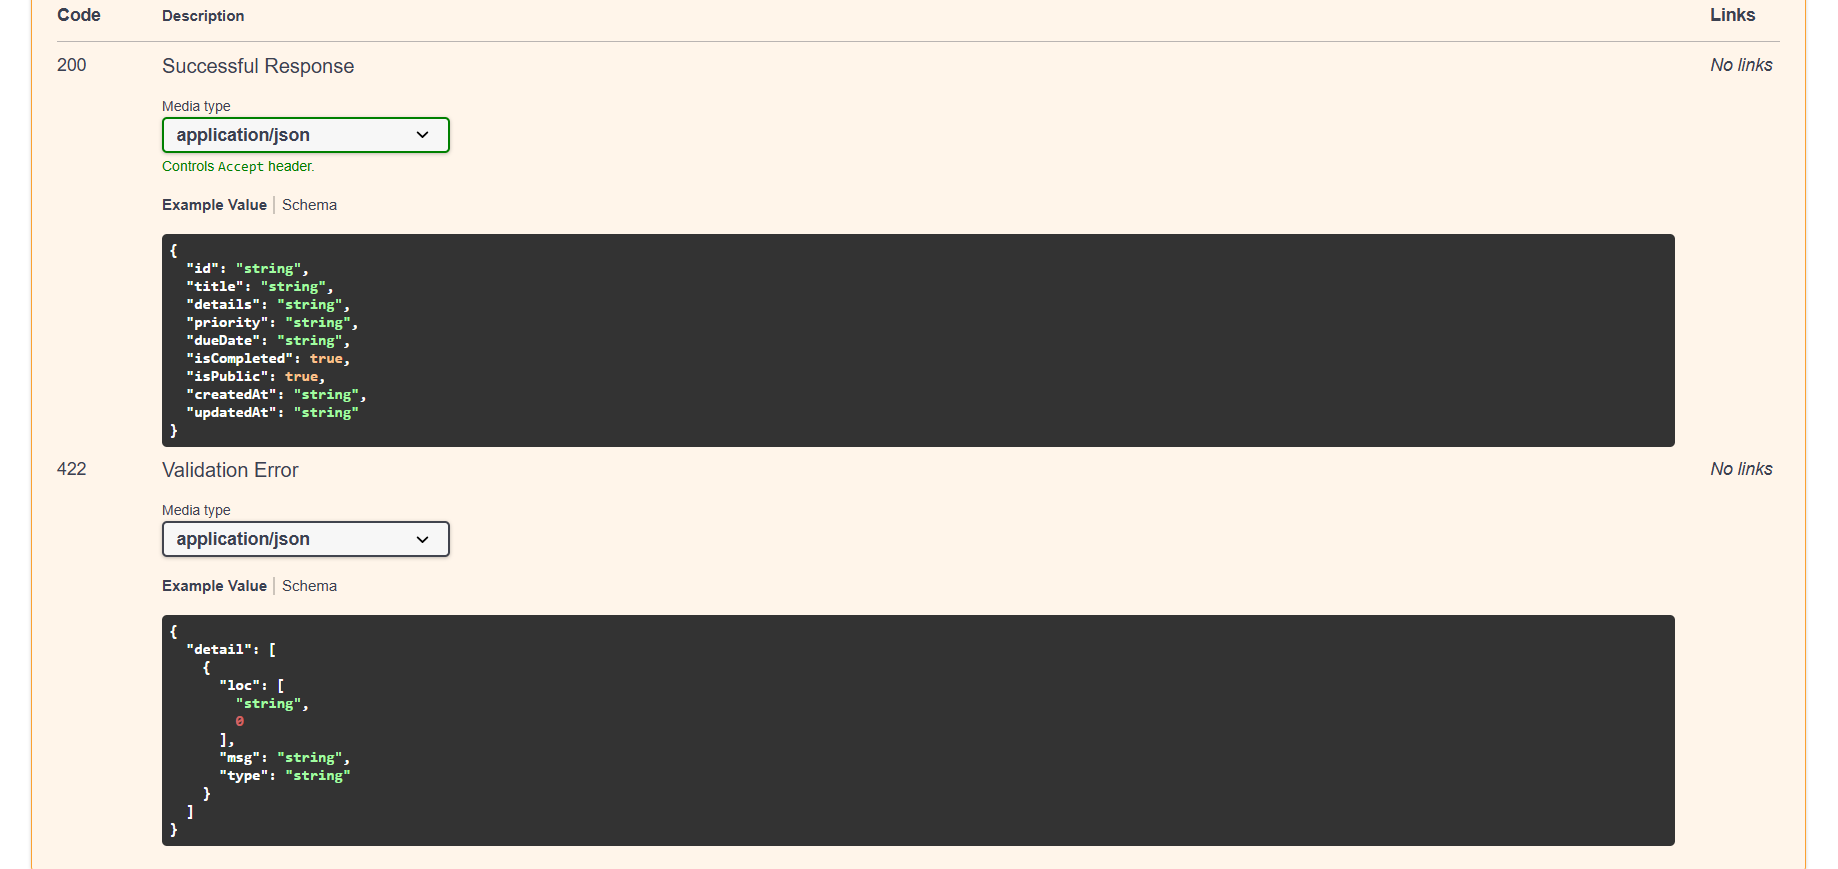 Code Description Links
200 Successful Response No links
Media type
application/json
Controls Accept header.
Example Value | Schema
{
  "id": "string",
  "title": "string",
  "details": "string",
  "priority": "string",
  "dueDate": "string",
  "isCompleted": true,
  "isPublic": true,
  "createdAt": "string",
  "updatedAt": "string"
}
422 Validation Error No links
Media type
application/json
Example Value | Schema
{
  "detail": [
    {
      "loc": [
        "string",
        0
      ],
      "msg": "string",
      "type": "string"
    }
  ]
}